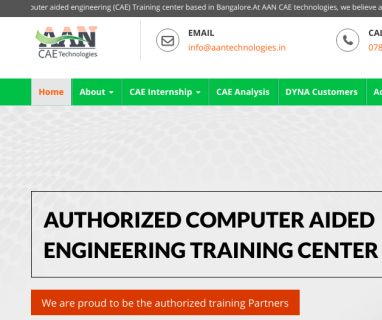 puter aided engineering (CAE) Training center based in Bangalore.At AAN CAE technologies, we believe a
AAN
CAE Technologies
EMAIL
info@aantechnologies.in
CAL
078
Home About CAE Internship CAE Analysis DYNA Customers Ac
AUTHORIZED COMPUTER AIDED
ENGINEERING TRAINING CENTER
We are proud to be the authorized training Partners